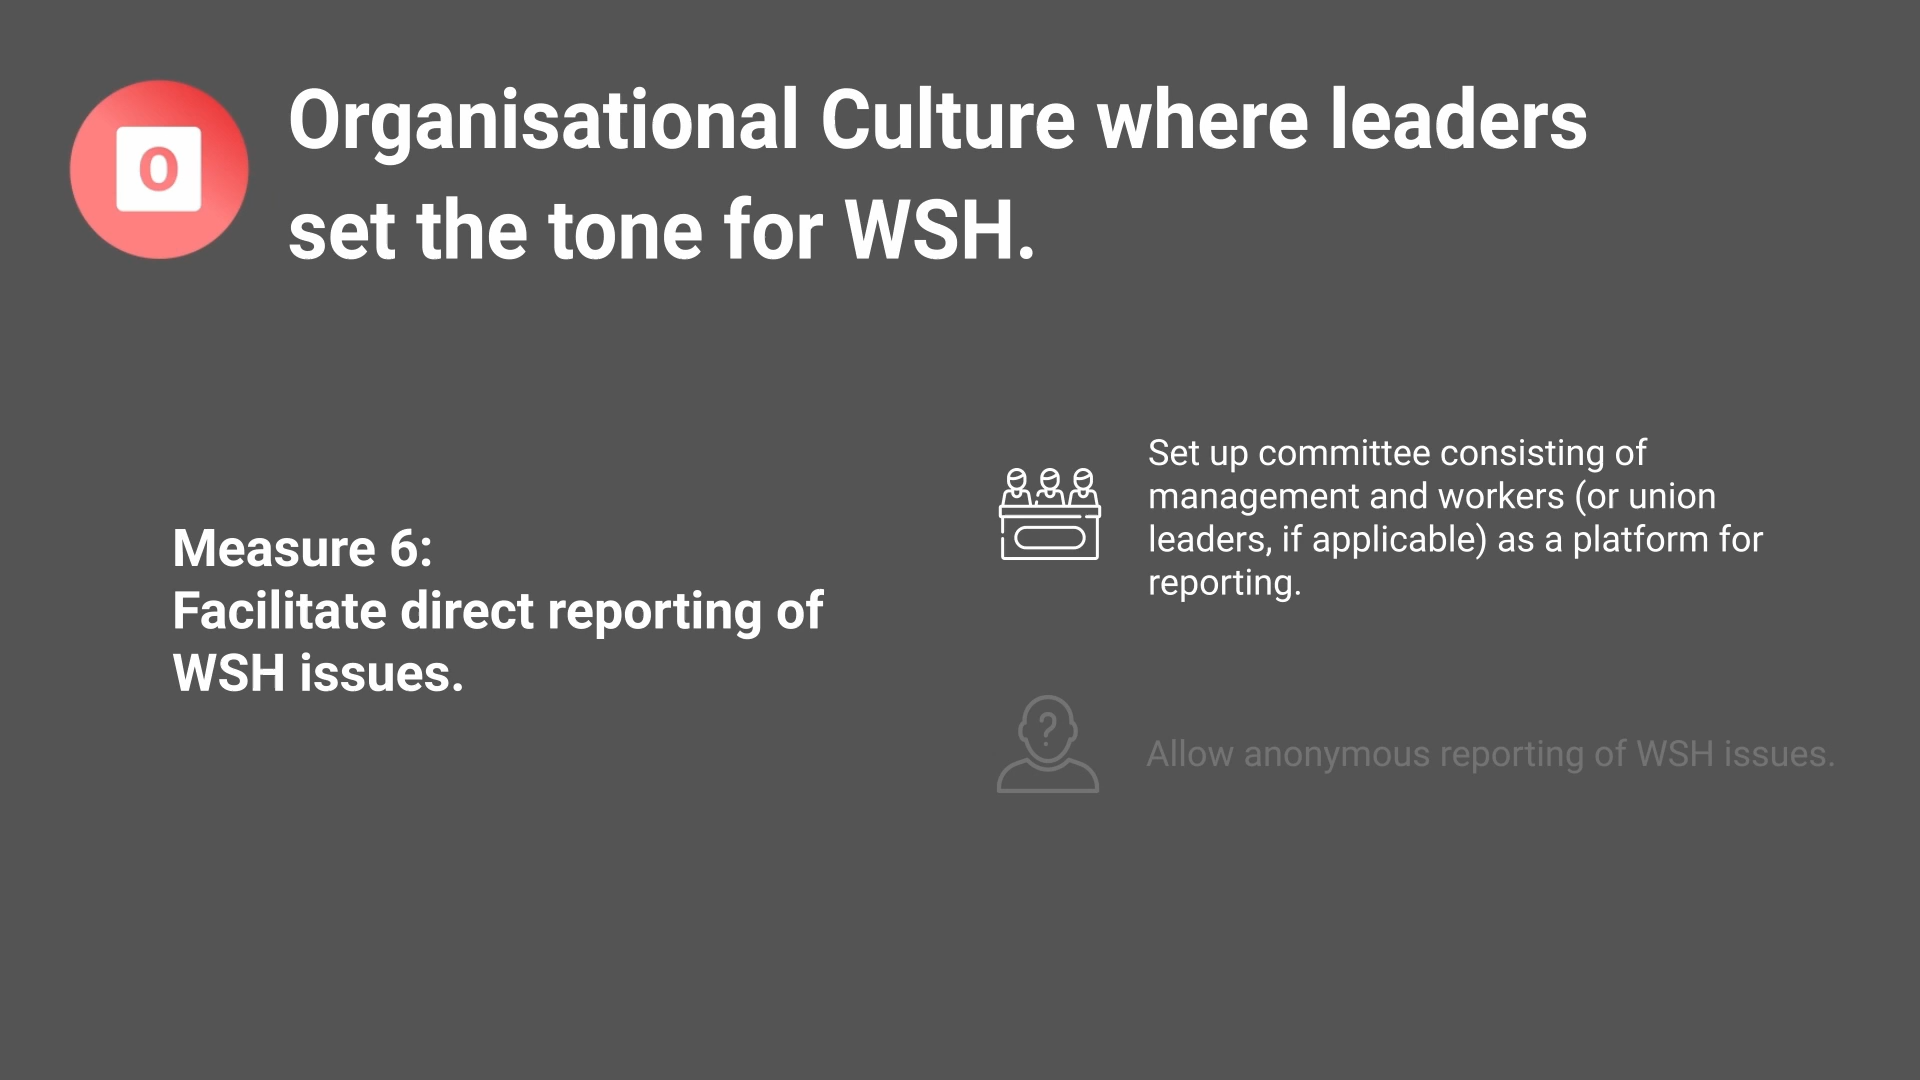 O
Organisational Culture where leaders
set the tone for WSH.
Measure 6:
Facilitate direct reporting of
WSH issues.
Set up committee consisting of
management and workers (or union
leaders, if applicable) as a platform for
reporting.
?
Allow anonymous reporting of WSH issues.